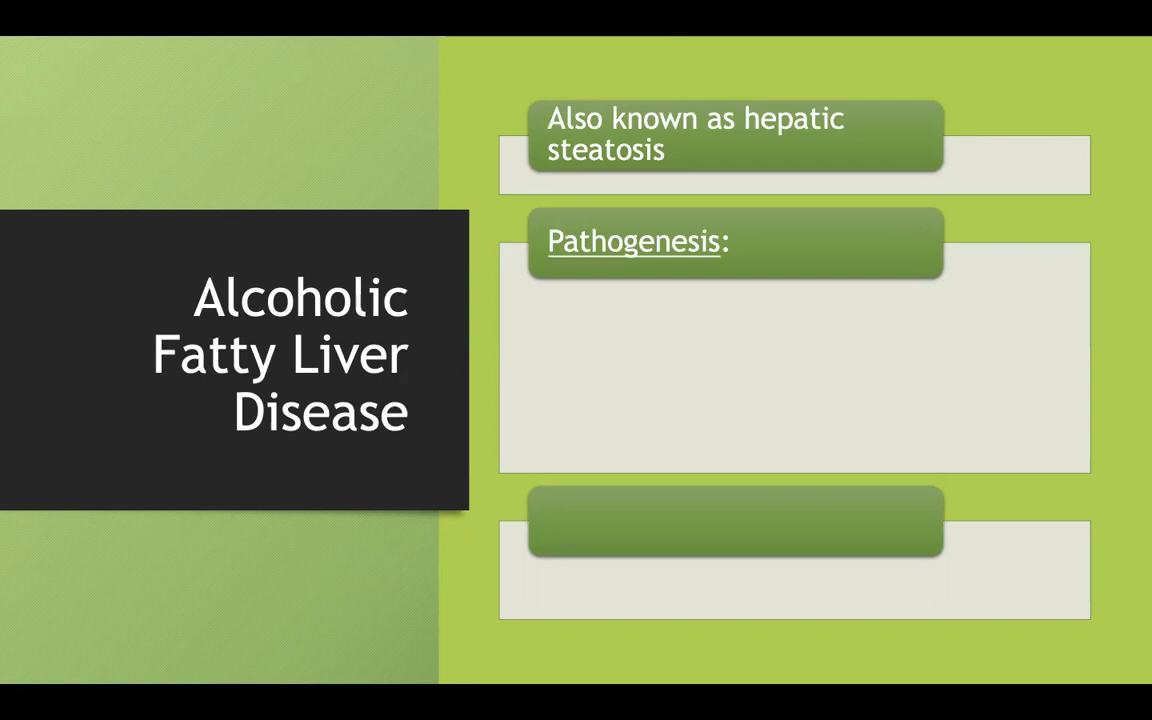 Alcoholic
Fatty Liver
Disease
Also known as hepatic
steatosis
Pathogenesis: